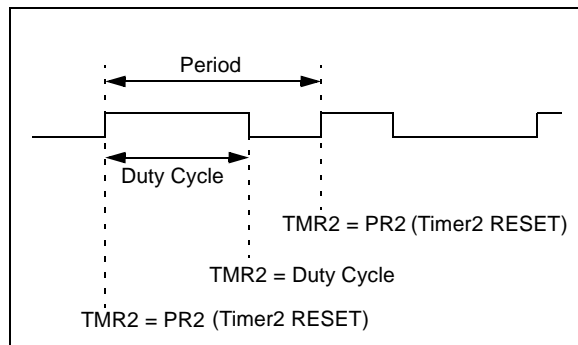 Period
Duty Cycle
TMR2 = PR2 (Timer2 RESET)
TMR2 = Duty Cycle
TMR2 = PR2 (Timer2 RESET)